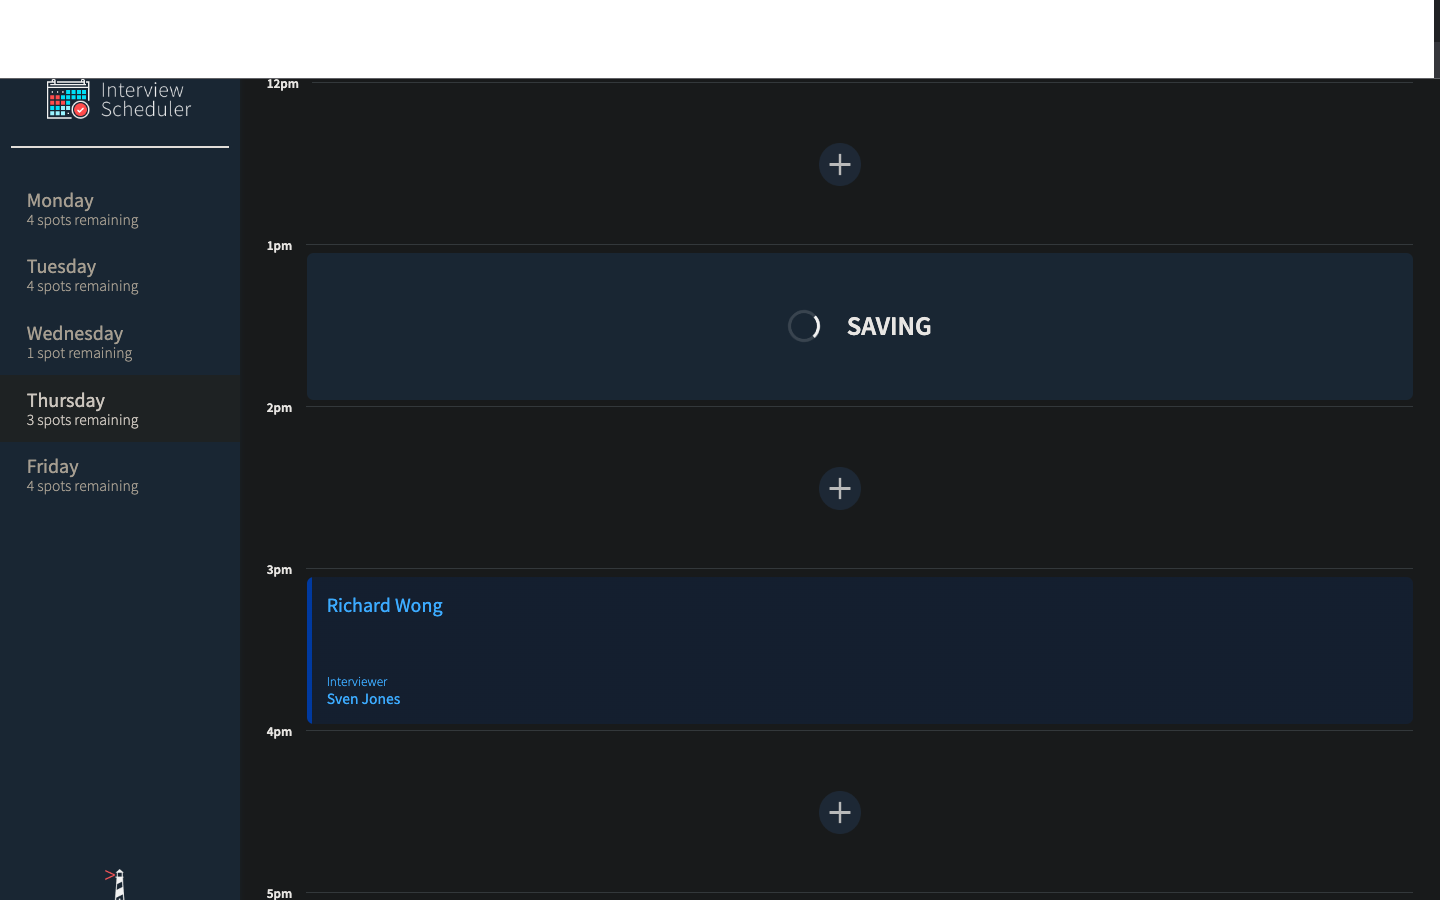 Interview
Scheduler
Monday
4 spots remaining
Tuesday
4 spots remaining
Wednesday
1 spot remaining
Thursday
3 spots remaining
Friday
4 spots remaining
12pm
1pm
SAVING
2pm
3pm
Richard Wong
Interviewer
Sven Jones
4pm
5pm